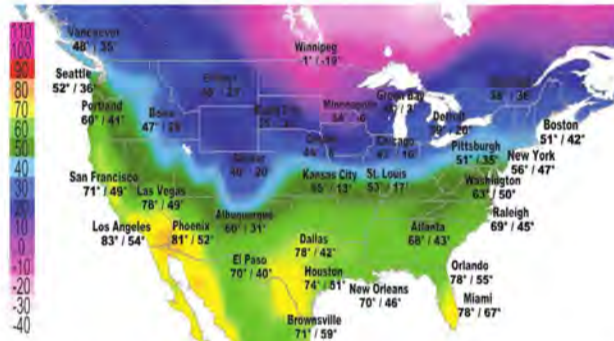 110
100
90
80
70
60
50
40
30
20
10
0
-10
-20
-30
-40
Vancouver
48° / 35°
Seattle
52° / 36°
Portland
60° / 41°
Boise
47° /
Winnipeg
-1° / -19°
Minneapolis
Green Bay
Detroit
Chicago
Boston
51° / 42°
Pittsburgh
51° / 35°
New York
56° / 47°
Washington
63° / 50°
Raleigh
69° / 45°
San Francisco
71° / 49°
Las Vegas
78° / 49°
Los Angeles
83° / 54°
Phoenix
81° / 52°
Albuquerque
60° / 31°
Kansas City
65° / 13°
St. Louis
53° / 17°
El Paso
70° / 40°
Dallas
78° / 42°
Houston
74° / 51°
Brownsville
71° / 59°
New Orleans
70° / 46°
Atlanta
68° / 43°
Orlando
78° / 55°
Miami
78° / 67°